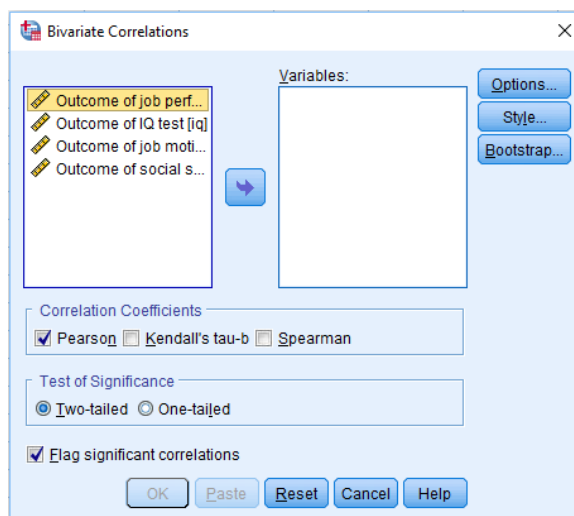 Bivariate Correlations
Variables:
Outcome of job perf...
Outcome of IQ test [iq]
Outcome of job moti...
Outcome of social s...
Options...
Style...
Bootstrap...
Correlation Coefficients
Pearson Kendall's tau-b Spearman
Test of Significance
Two-tailed One-tailed
Flag significant correlations
OK Paste Reset Cancel Help